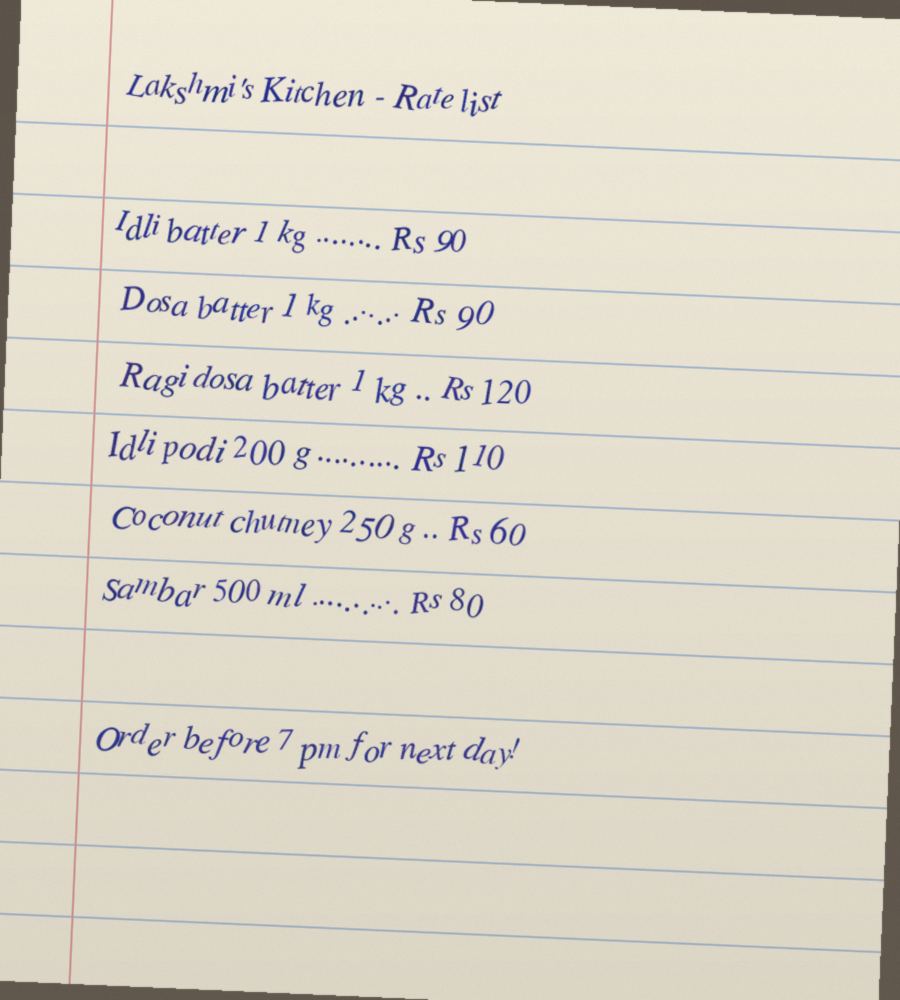 Lakshmi's Kitchen - Rate list
Idli batter 1 kg ........ Rs 90
Dosa batter 1 kg ...... Rs 90
Ragi dosa batter 1 kg .. Rs 120
Idli podi 200 g .......... Rs 110
Coconut chutney 250 g .. Rs 60
Sambar 500 ml .......... Rs 80
Order before 7 pm for next day!